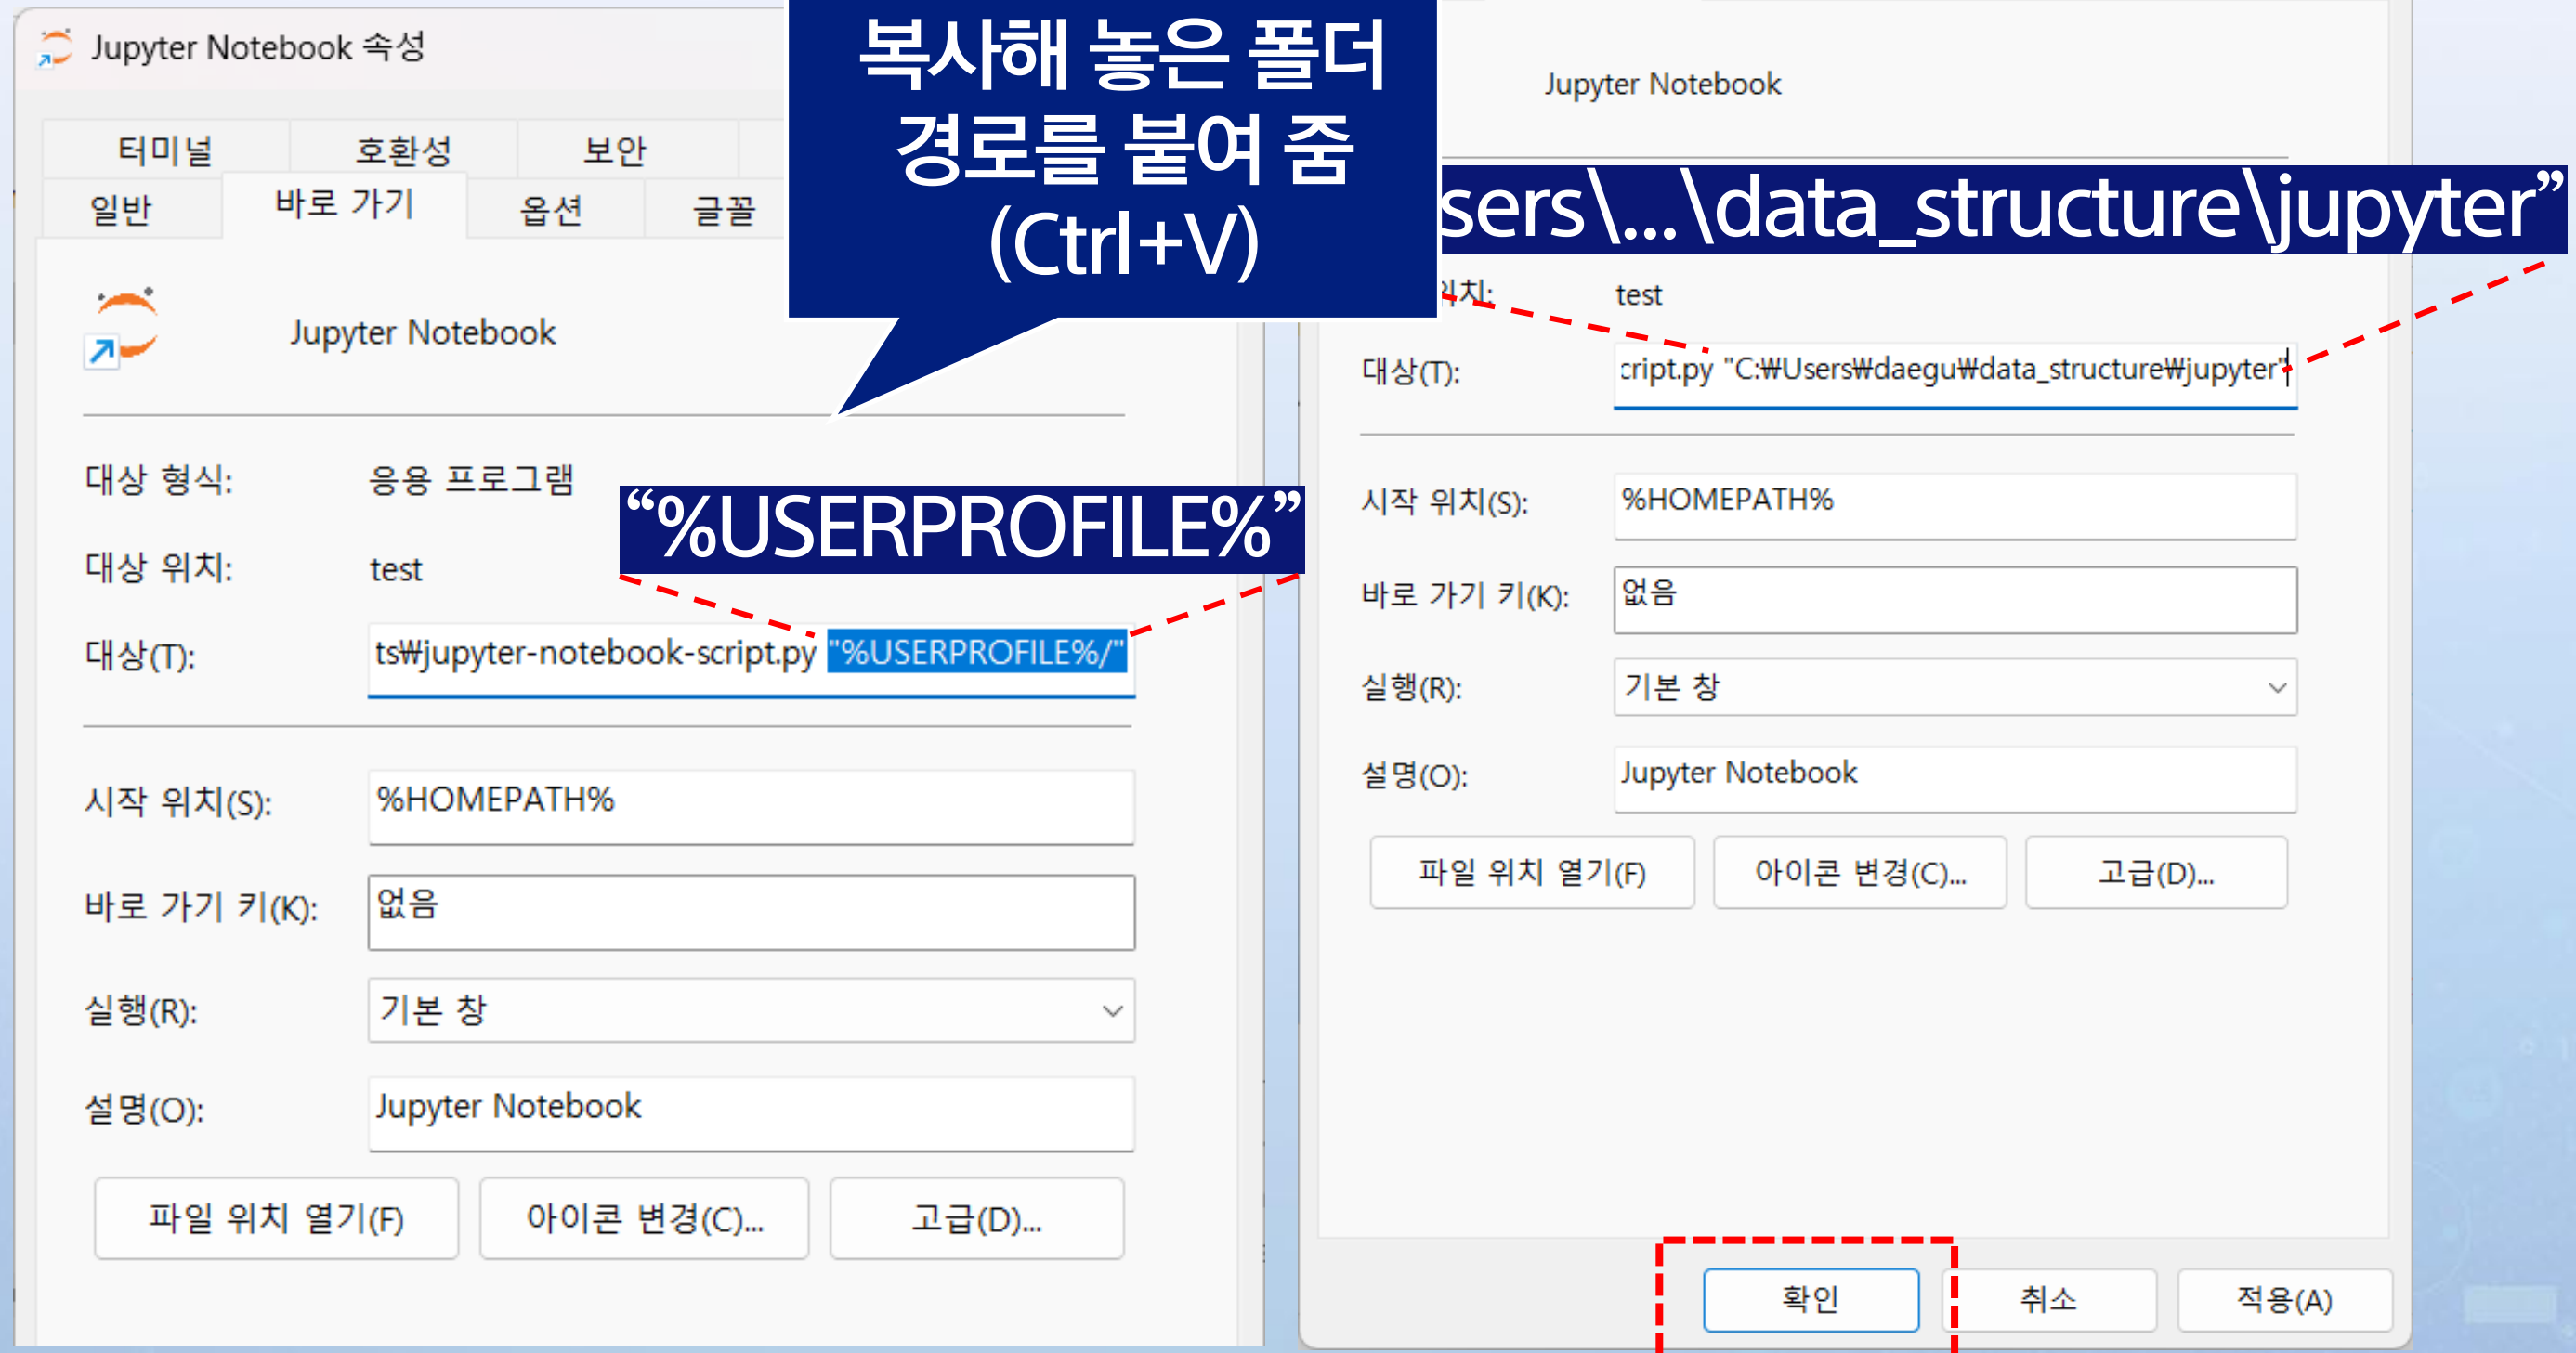 Jupyter Notebook 속성
터미널 호환성 보안
일반 바로 가기 옵션 글꼴
Jupyter Notebook
대상 형식: 응용 프로그램
대상 위치: test
대상(T): ts₩jupyter-notebook-script.py "%USERPROFILE%/"
시작 위치(S): %HOMEPATH%
바로 가기 키(K): 없음
실행(R): 기본 창
설명(O): Jupyter Notebook
파일 위치 열기(F) 아이콘 변경(C)... 고급(D)...
복사해 놓은 폴더
경로를 붙여 줌
(Ctrl+V)
“%USERPROFILE%”
Jupyter Notebook
sers\...\data_structure\jupyter”
위치: test
대상(T): cript.py "C:₩Users₩daegu₩data_structure₩jupyter"
시작 위치(S): %HOMEPATH%
바로 가기 키(K): 없음
실행(R): 기본 창
설명(O): Jupyter Notebook
파일 위치 열기(F) 아이콘 변경(C)... 고급(D)...
확인 취소 적용(A)